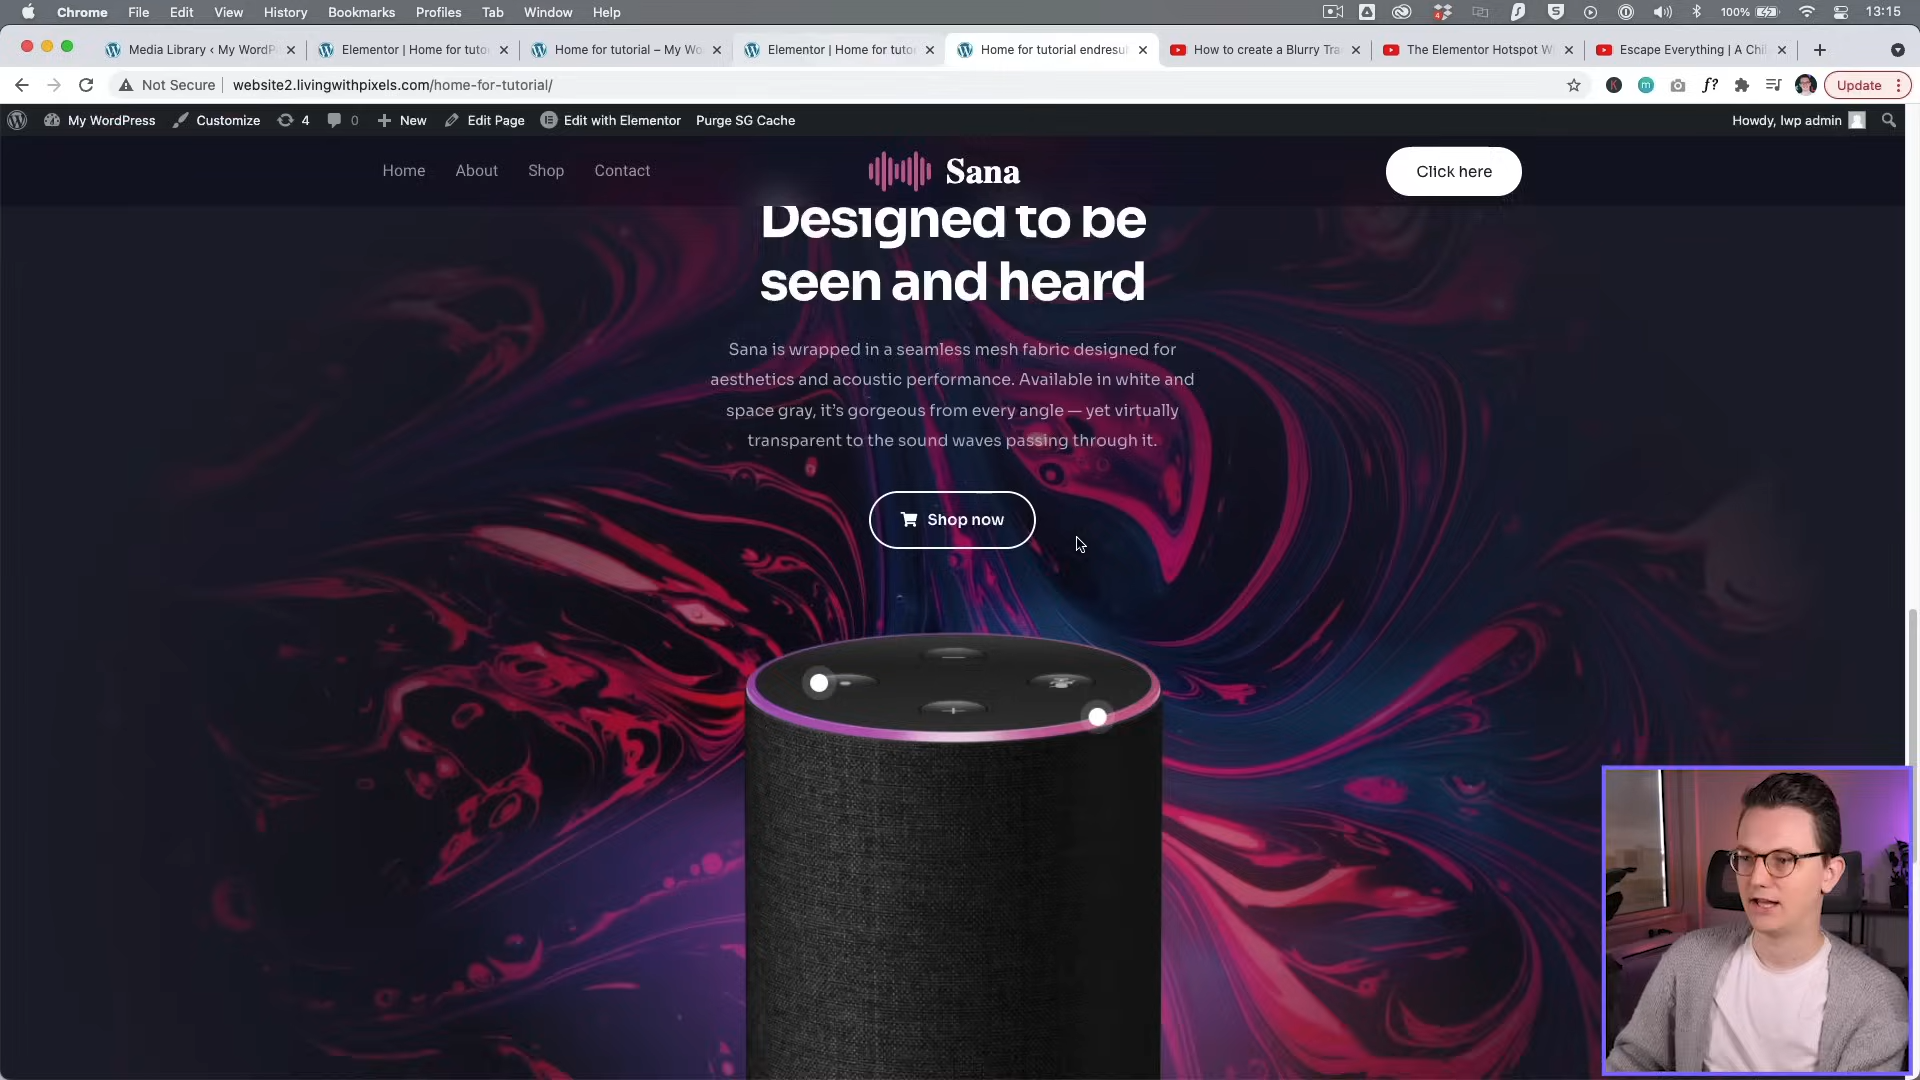 Chrome File Edit View History Bookmarks Profiles Tab Window Help 4 100% 13:15
Media Library ‹ My WordP Elementor | Home for tuto Home for tutorial – My Wo Elementor | Home for tuto Home for tutorial endresu How to create a Blurry Tra The Elementor Hotspot W Escape Everything | A Chil
Not Secure website2.livingwithpixels.com/home-for-tutorial/ Update
My WordPress Customize 4 0 New Edit Page Edit with Elementor Purge SG Cache Howdy, lwp admin
Home About Shop Contact Sana Click here
Designed to be
seen and heard
Sana is wrapped in a seamless mesh fabric designed for
aesthetics and acoustic performance. Available in white and
space gray, it's gorgeous from every angle — yet virtually
transparent to the sound waves passing through it.
Shop now